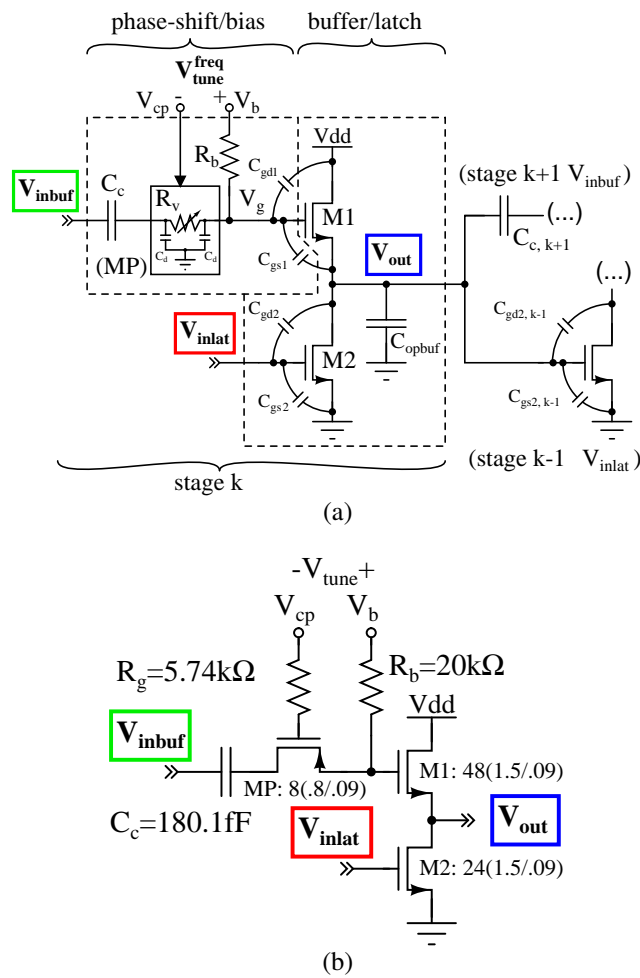 phase-shift/bias buffer/latch
V_tune^freq
V_cp - + V_b
R_b
Vdd
C_gd1
V_inbuf
C_c
R_v
V_g
M1
C_d C_d
(MP)
C_gs1
V_out
(stage k+1 V_inbuf)
(...)
C_c, k+1
(...)
V_inlat
C_gd2
M2
C_opbuf
C_gs2
C_gd2, k-1
C_gs2, k-1
(stage k-1 V_inlat)
stage k
(a)
-V_tune+
V_cp V_b
R_g=5.74kΩ
R_b=20kΩ
Vdd
V_inbuf
MP: 8(.8/.09)
M1: 48(1.5/.09)
C_c=180.1fF
V_inlat
V_out
M2: 24(1.5/.09)
(b)